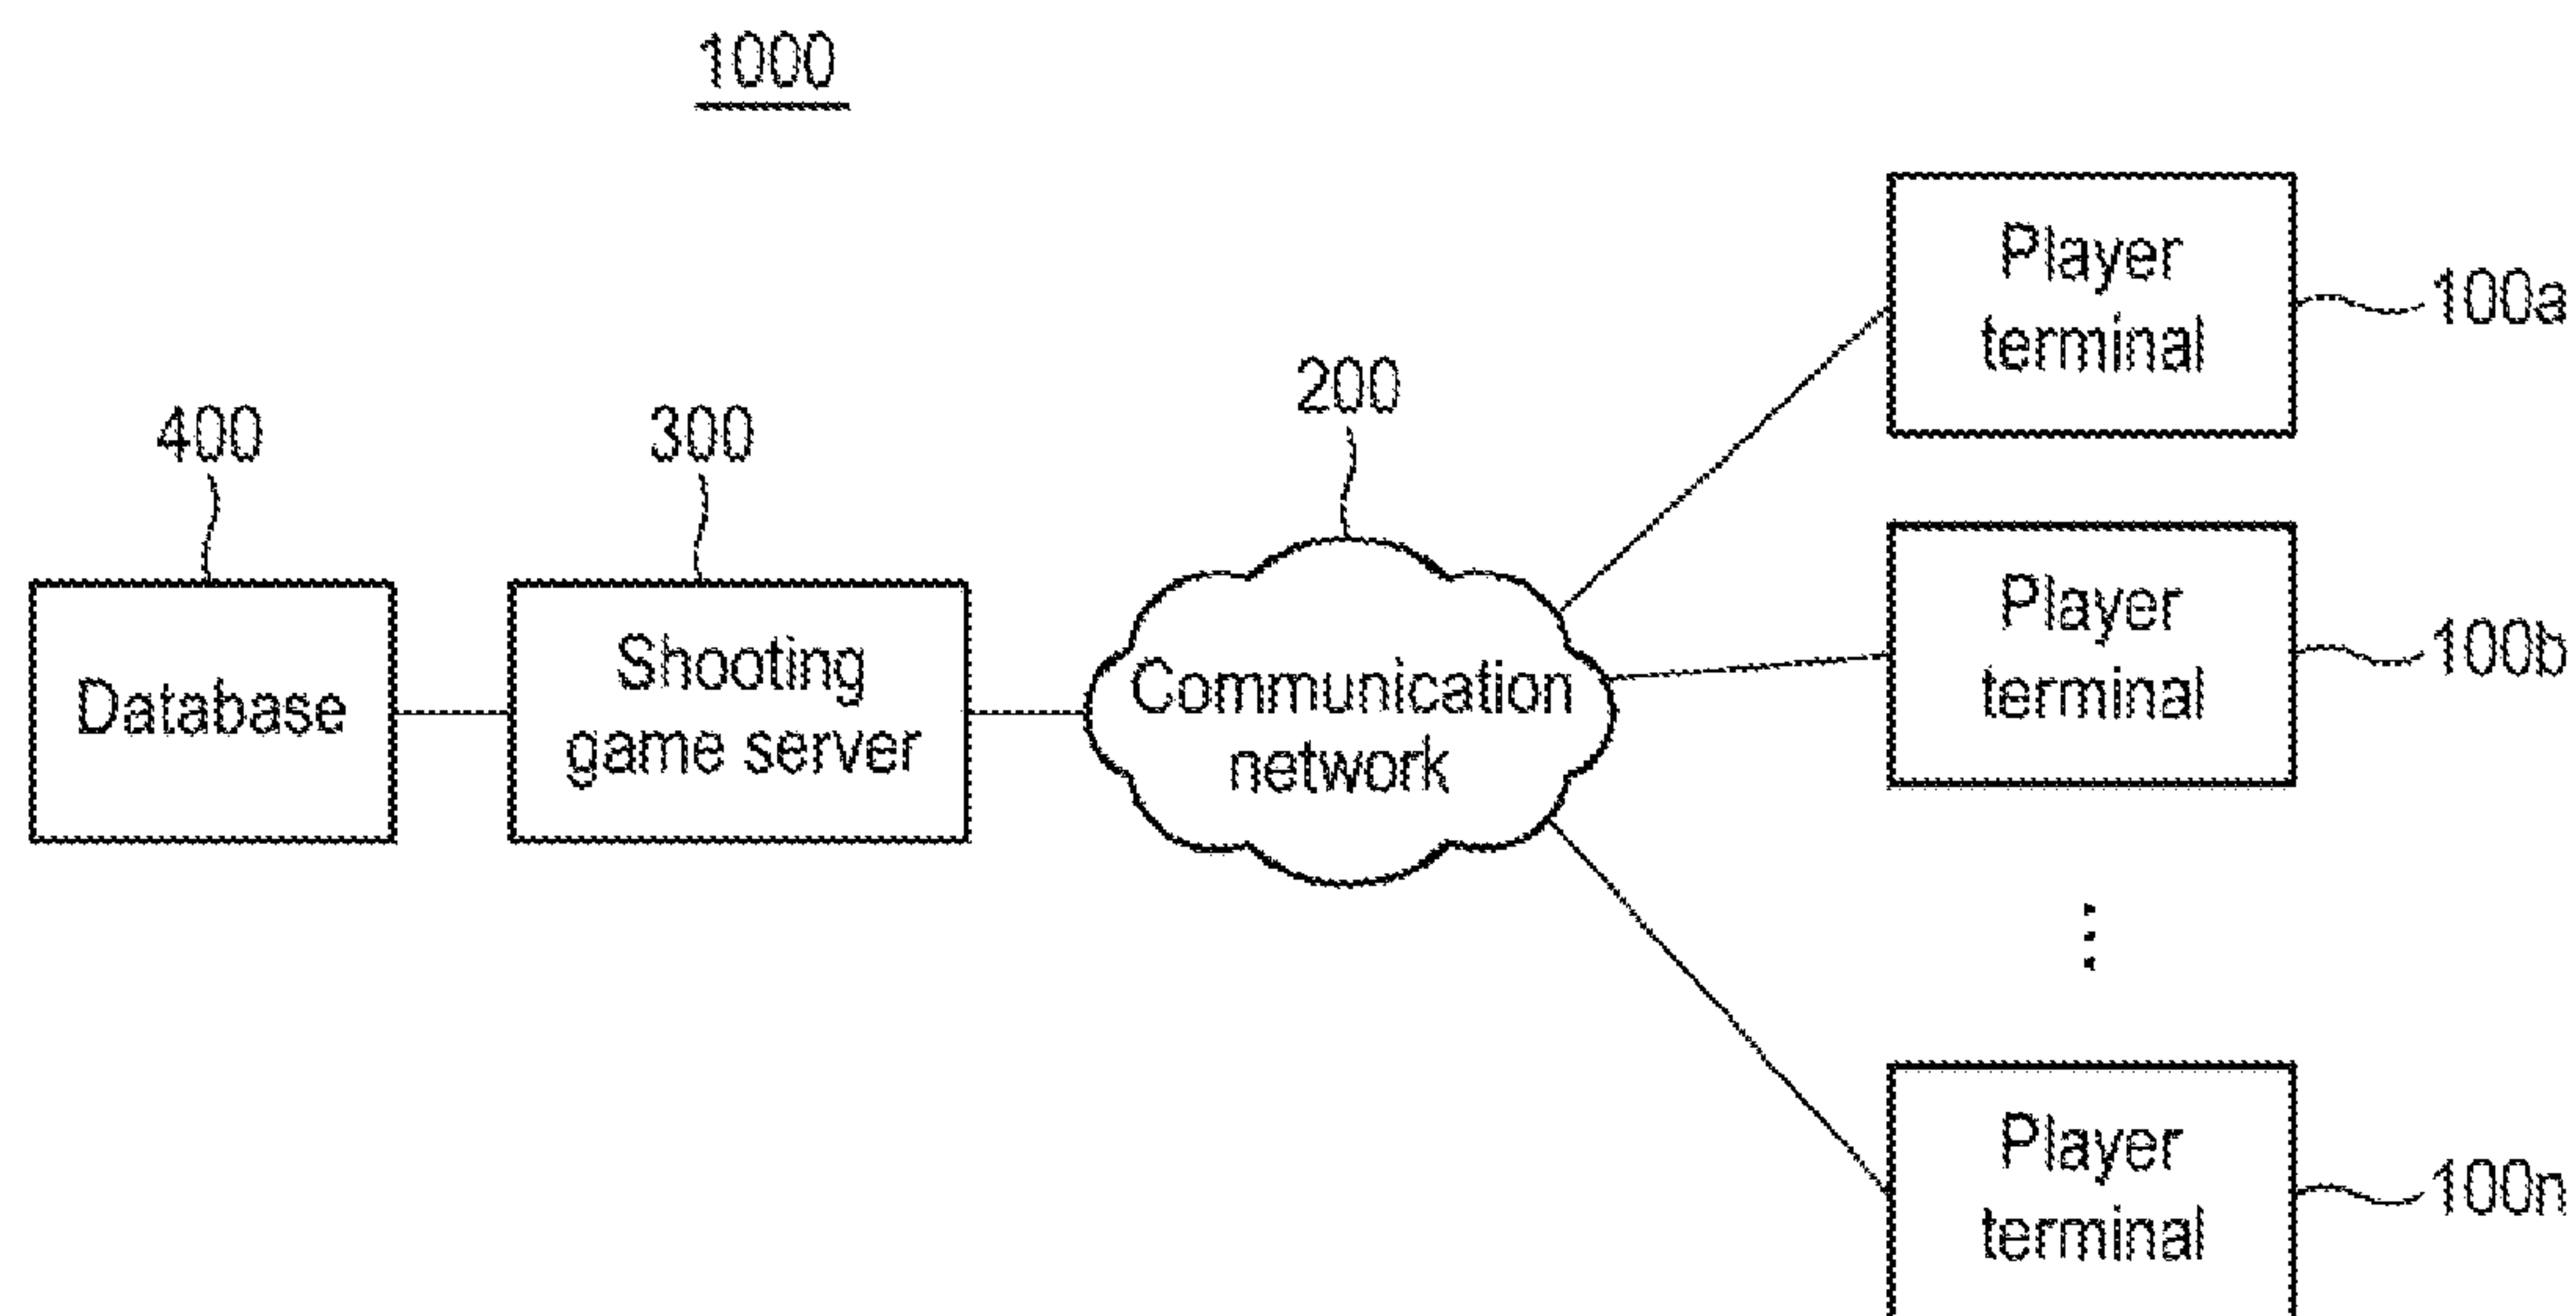 1000
Player
terminal
100a
200
400
300
Player
terminal
100b
Database
Shooting
game server
Communication
network
Player
terminal
100n